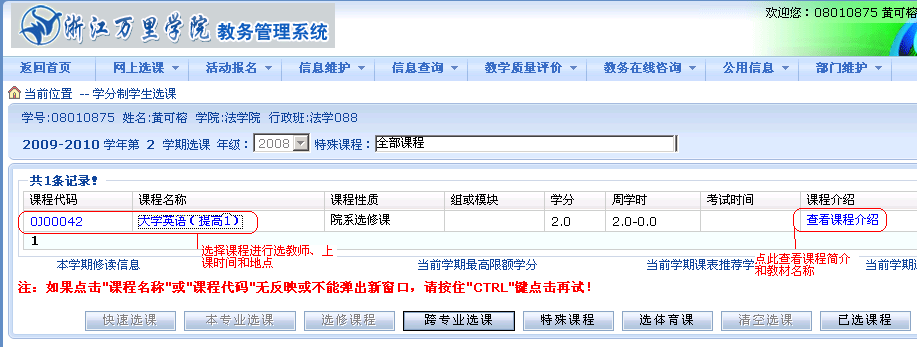 浙江万里学院 教务管理系统
欢迎您：08010875 黄可榕
返回首页 网上选课 活动报名 信息维护 信息查询 教学质量评价 教务在线咨询 公用信息 部门维护
当前位置 -- 学分制学生选课
学号:08010875 姓名:黄可榕 学院:法学院 行政班:法学088
2009-2010 学年第 2 学期选课 年级： 2008 特殊课程： 全部课程
共1条记录!
课程代码 课程名称 课程性质 组或模块 学分 周学时 考试时间 课程介绍
0J00042 大学英语（提高1） 院系选修课 2.0 2.0-0.0 查看课程介绍
1
选择课程进行选教师、上
课时间和地点
点此查看课程简介
和教材名称
本学期修读信息 当前学期最高限额学分 当前学期课表推荐学 当前学期
注：如果点击"课程名称"或"课程代码"无反映或不能弹出新窗口，请按住"CTRL"键点击再试！
快速选课 本专业选课 选修课程 跨专业选课 特殊课程 选体育课 清空选课 已选课程